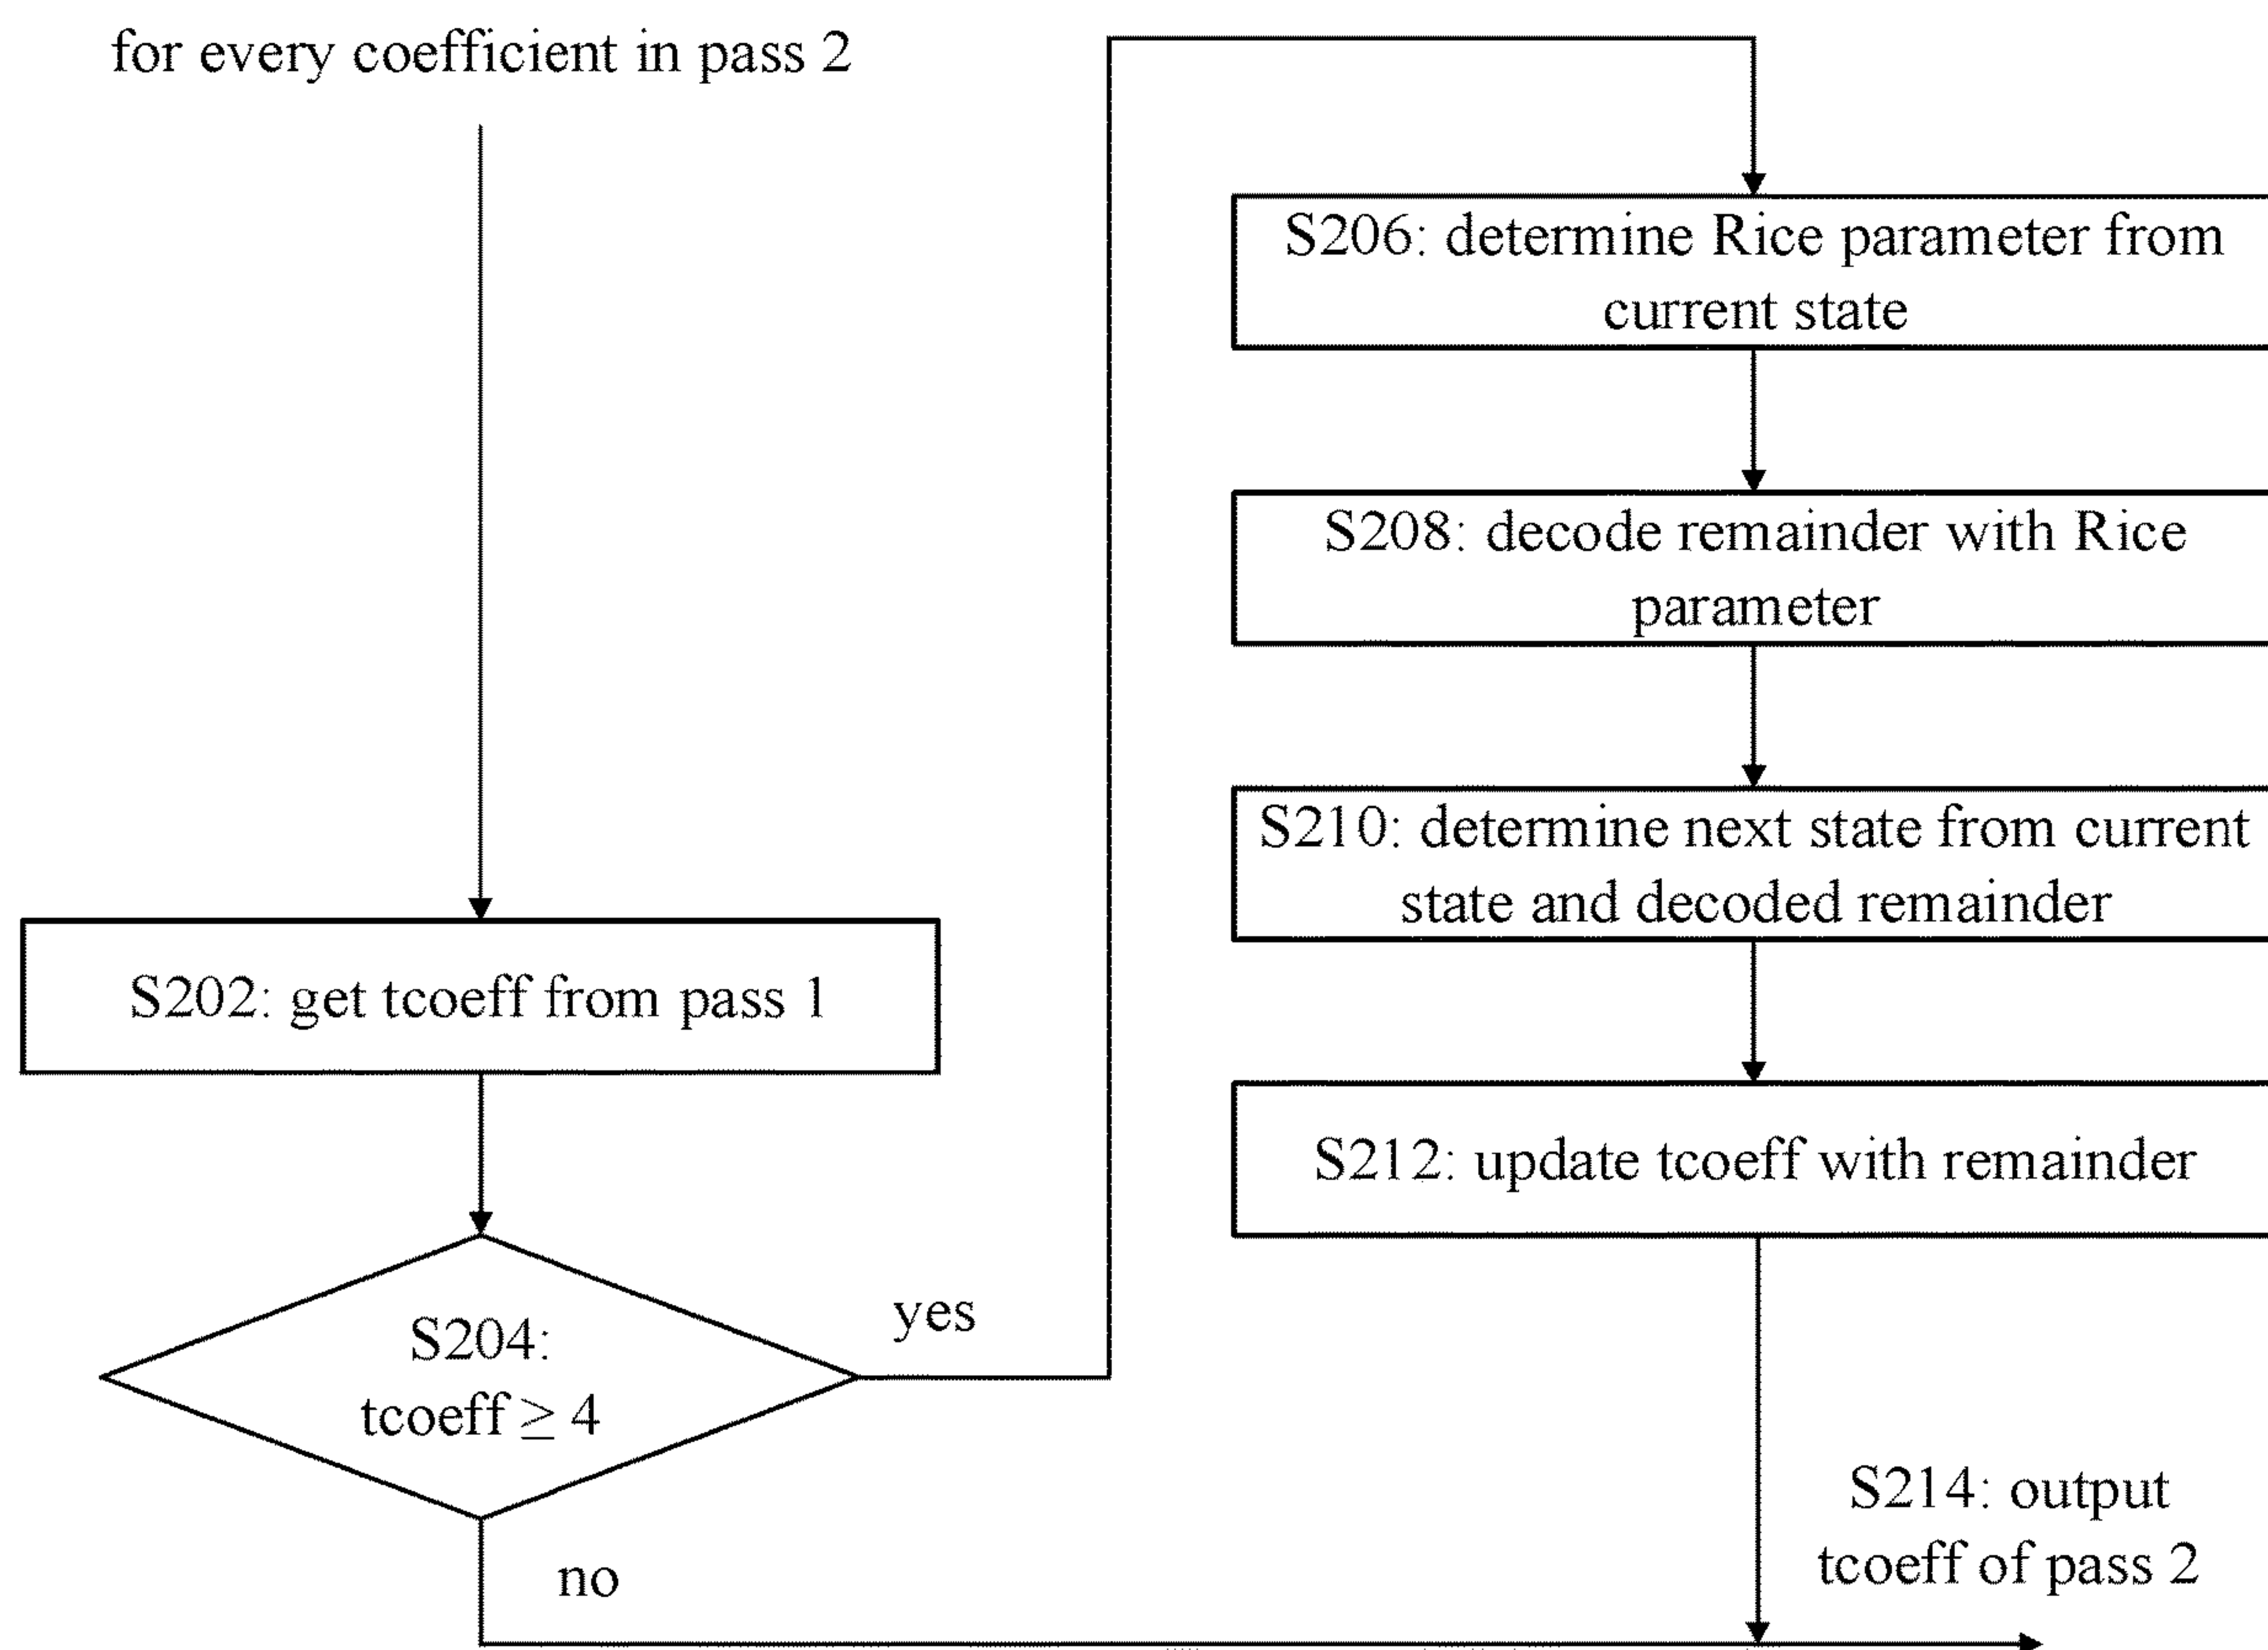 for every coefficient in pass 2
S202: get tcoeff from pass 1
S204:
tcoeff ≥ 4
yes
no
S206: determine Rice parameter from
current state
S208: decode remainder with Rice
parameter
S210: determine next state from current
state and decoded remainder
S212: update tcoeff with remainder
S214: output
tcoeff of pass 2